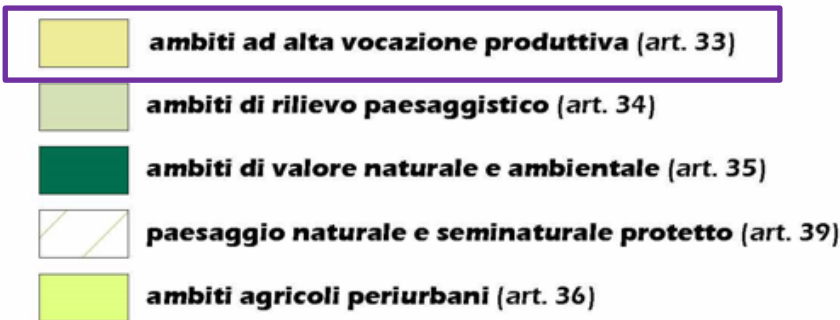 ambiti ad alta vocazione produttiva (art. 33)
ambiti di rilievo paesaggistico (art. 34)
ambiti di valore naturale e ambientale (art. 35)
paesaggio naturale e seminaturale protetto (art. 39)
ambiti agricoli periurbani (art. 36)